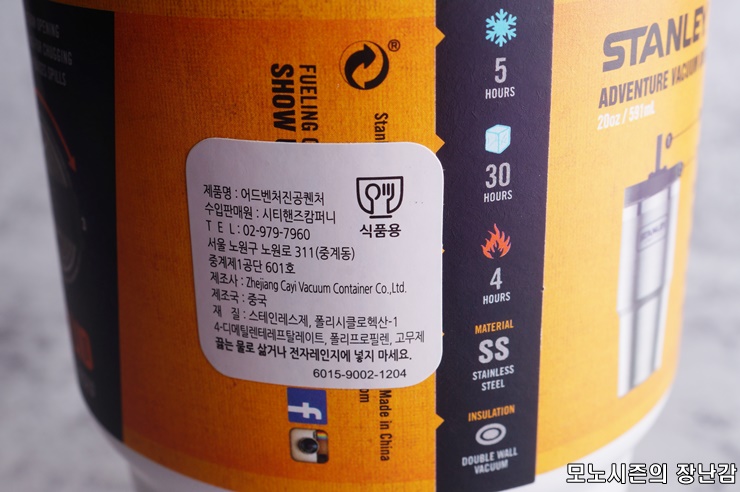 OPENING
CHUGGING
SPILLS
FUELING
SHOW
®
Stan
제품명 : 어드벤처진공퀜처
수입판매원 : 시티핸즈캄퍼니
T E L : 02-979-7960
서울 노원구 노원로 311(중계동)
중계제1공단 601호
제조사 : Zhejiang Cayi Vacuum Container Co.,Ltd.
제조국 : 중국
재 질 : 스테인레스제, 폴리시클로헥산-1
4-디메틸렌테레프탈레이트, 폴리프로필렌, 고무제
끓는 물로 삶거나 전자레인지에 넣지 마세요.
6015-9002-1204
식품용
Made in China
om
f
5
HOURS
30
HOURS
4
HOURS
MATERIAL
SS
STAINLESS
STEEL
INSULATION
DOUBLE WALL
VACUUM
STANLEY
ADVENTURE VACUUM
20oz / 591mL
STANLEY
모노시즌의 장난감